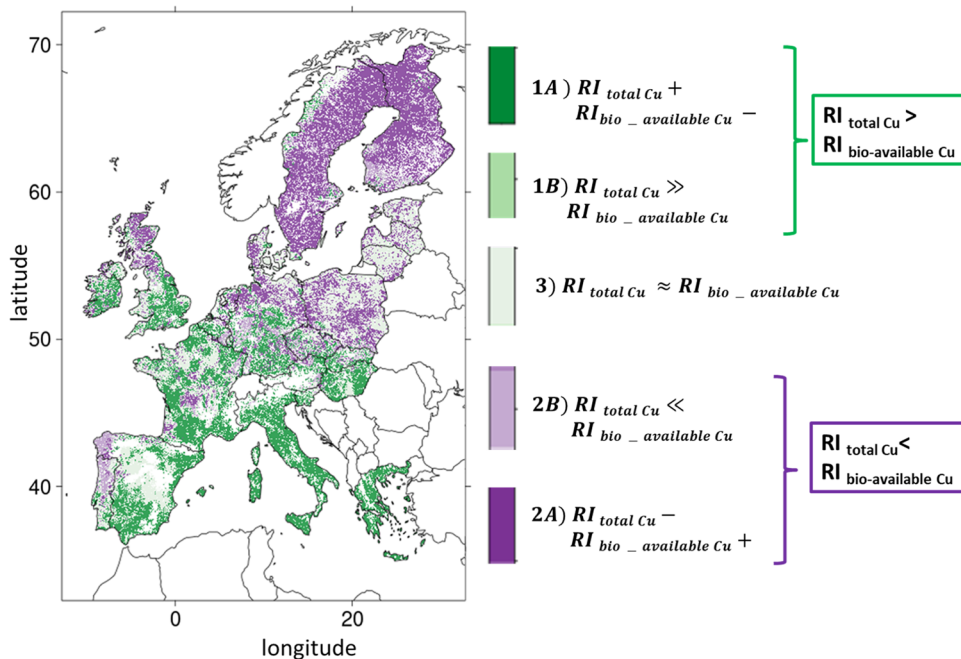 70
60
50
40
latitude
0
20
longitude
1A) RI total Cu +
RI bio _ available Cu −
1B) RI total Cu ≫
RI bio _ available Cu
3) RI total Cu ≈ RI bio _ available Cu
2B) RI total Cu ≪
RI bio _ available Cu
2A) RI total Cu −
RI bio _ available Cu +
RI total Cu >
RI bio-available Cu
RI total Cu <
RI bio-available Cu